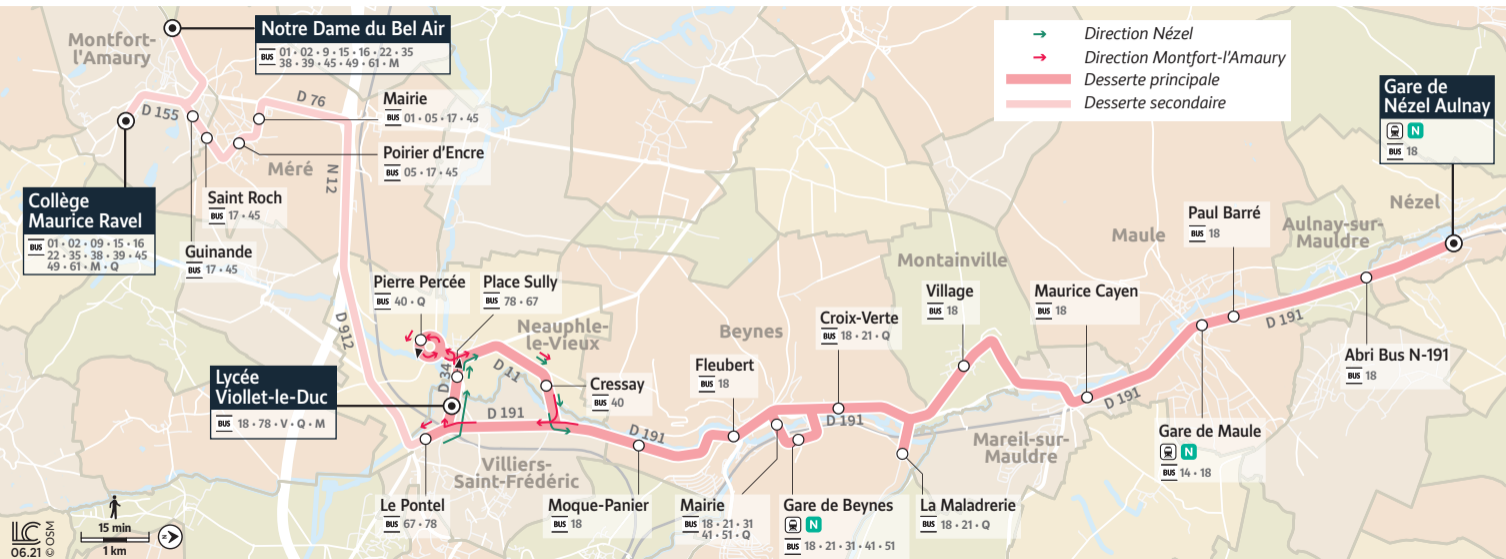 Montfort-
l'Amaury
Notre Dame du Bel Air
BUS 01 • 02 • 9 • 15 • 16 • 22 • 35
38 • 39 • 45 • 49 • 61 • M
→ Direction Nézel
→ Direction Montfort-l'Amaury
Desserte principale
Desserte secondaire
Gare de
Nézel Aulnay
N
BUS 18
D 155
D 76
Mairie
BUS 01 • 05 • 17 • 45
Poirier d'Encre
BUS 05 • 17 • 45
Méré
N 12
Collège
Maurice Ravel
BUS 01 • 02 • 09 • 15 • 16
22 • 35 • 38 • 39 • 45
49 • 61 • M • Q
Saint Roch
BUS 17 • 45
Guinande
BUS 17 • 45
Nézel
Aulnay-sur-
Mauldre
Paul Barré
BUS 18
Maule
Montainville
Village
BUS 18
Maurice Cayen
BUS 18
Pierre Percée
BUS 40 • Q
Place Sully
BUS 78 • 67
Neauphle-
le-Vieux
D 912
D 34
D 11
Beynes
Croix-Verte
BUS 18 • 21 • Q
D 191
Abri Bus N-191
BUS 18
Fleubert
BUS 18
Cressay
BUS 40
Lycée
Viollet-le-Duc
BUS 18 • 78 • V • Q • M
D 191
D 191
D 191
D 191
Mareil-sur-
Mauldre
Gare de Maule
N
BUS 14 • 18
Villiers-
Saint-Frédéric
Le Pontel
BUS 67 • 78
Moque-Panier
BUS 18
Mairie
BUS 18 • 21 • 31
41 • 51 • Q
Gare de Beynes
N
BUS 18 • 21 • 31 • 41 • 51
La Maladrerie
BUS 18 • 21 • Q
LC
06.21
© OSM
15 min
1 km
N